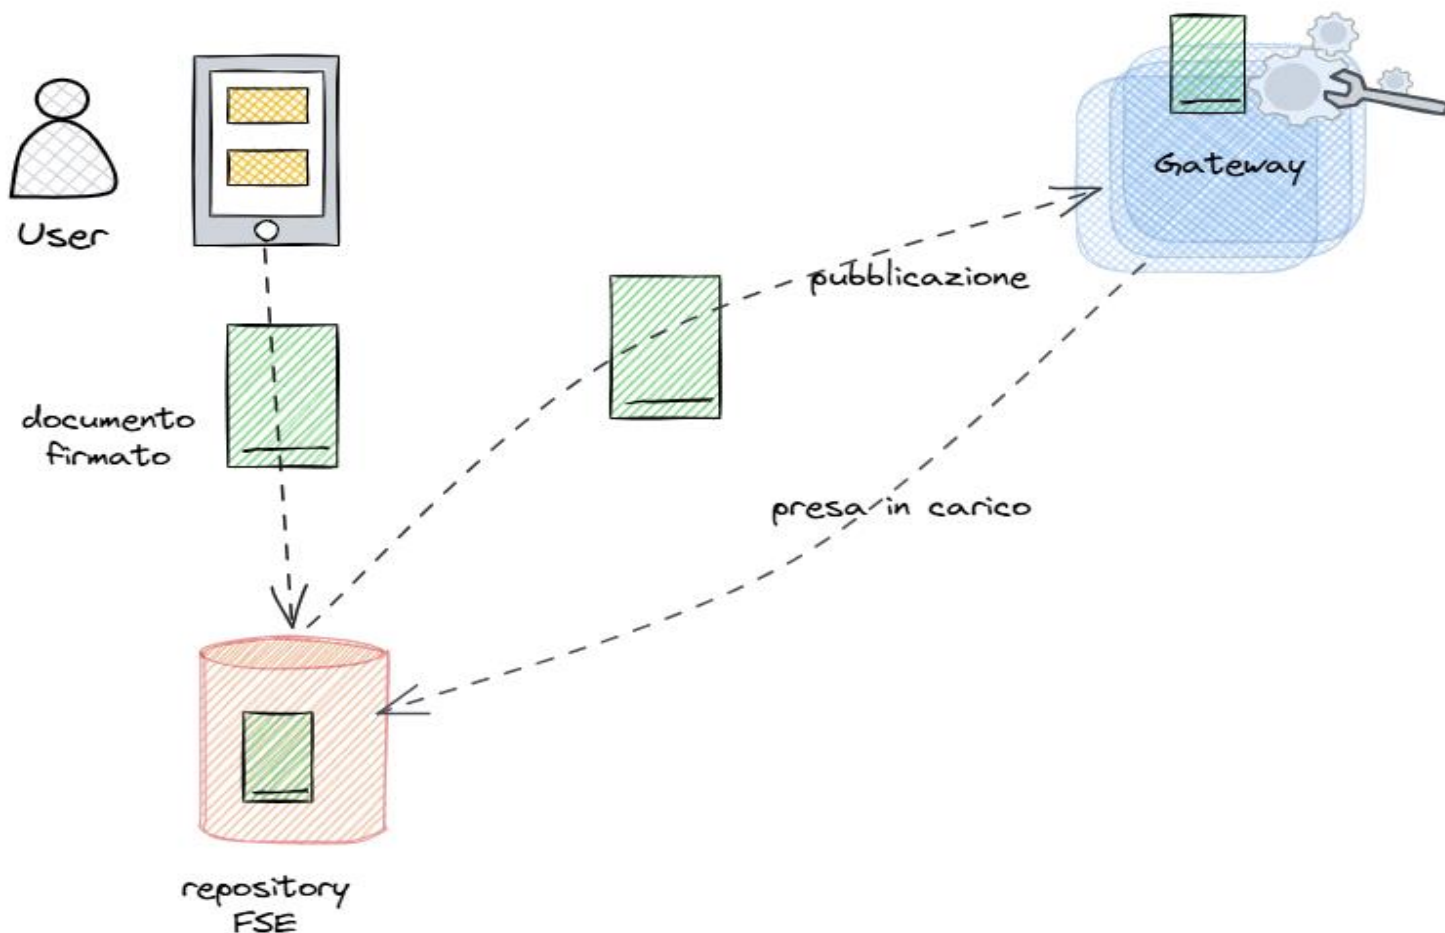 Gateway
User
pubblicazione
documento
firmato
presa in carico
repository
FSE